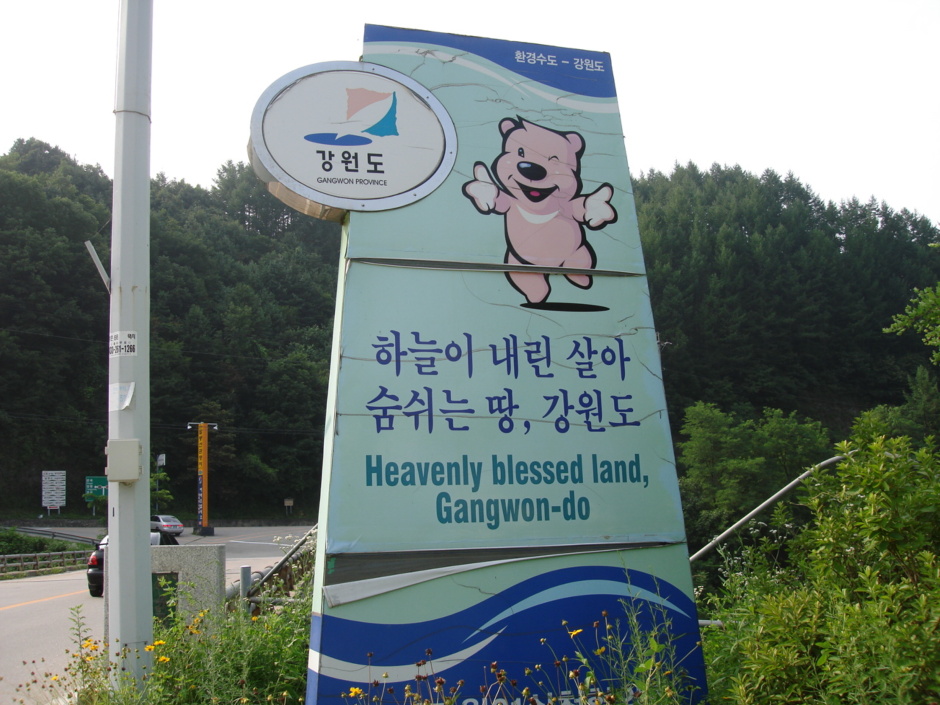 환경수도 - 강원도
강원도
GANGWON PROVINCE
하늘이 내린 살아
숨쉬는 땅, 강원도
Heavenly blessed land,
Gangwon-do